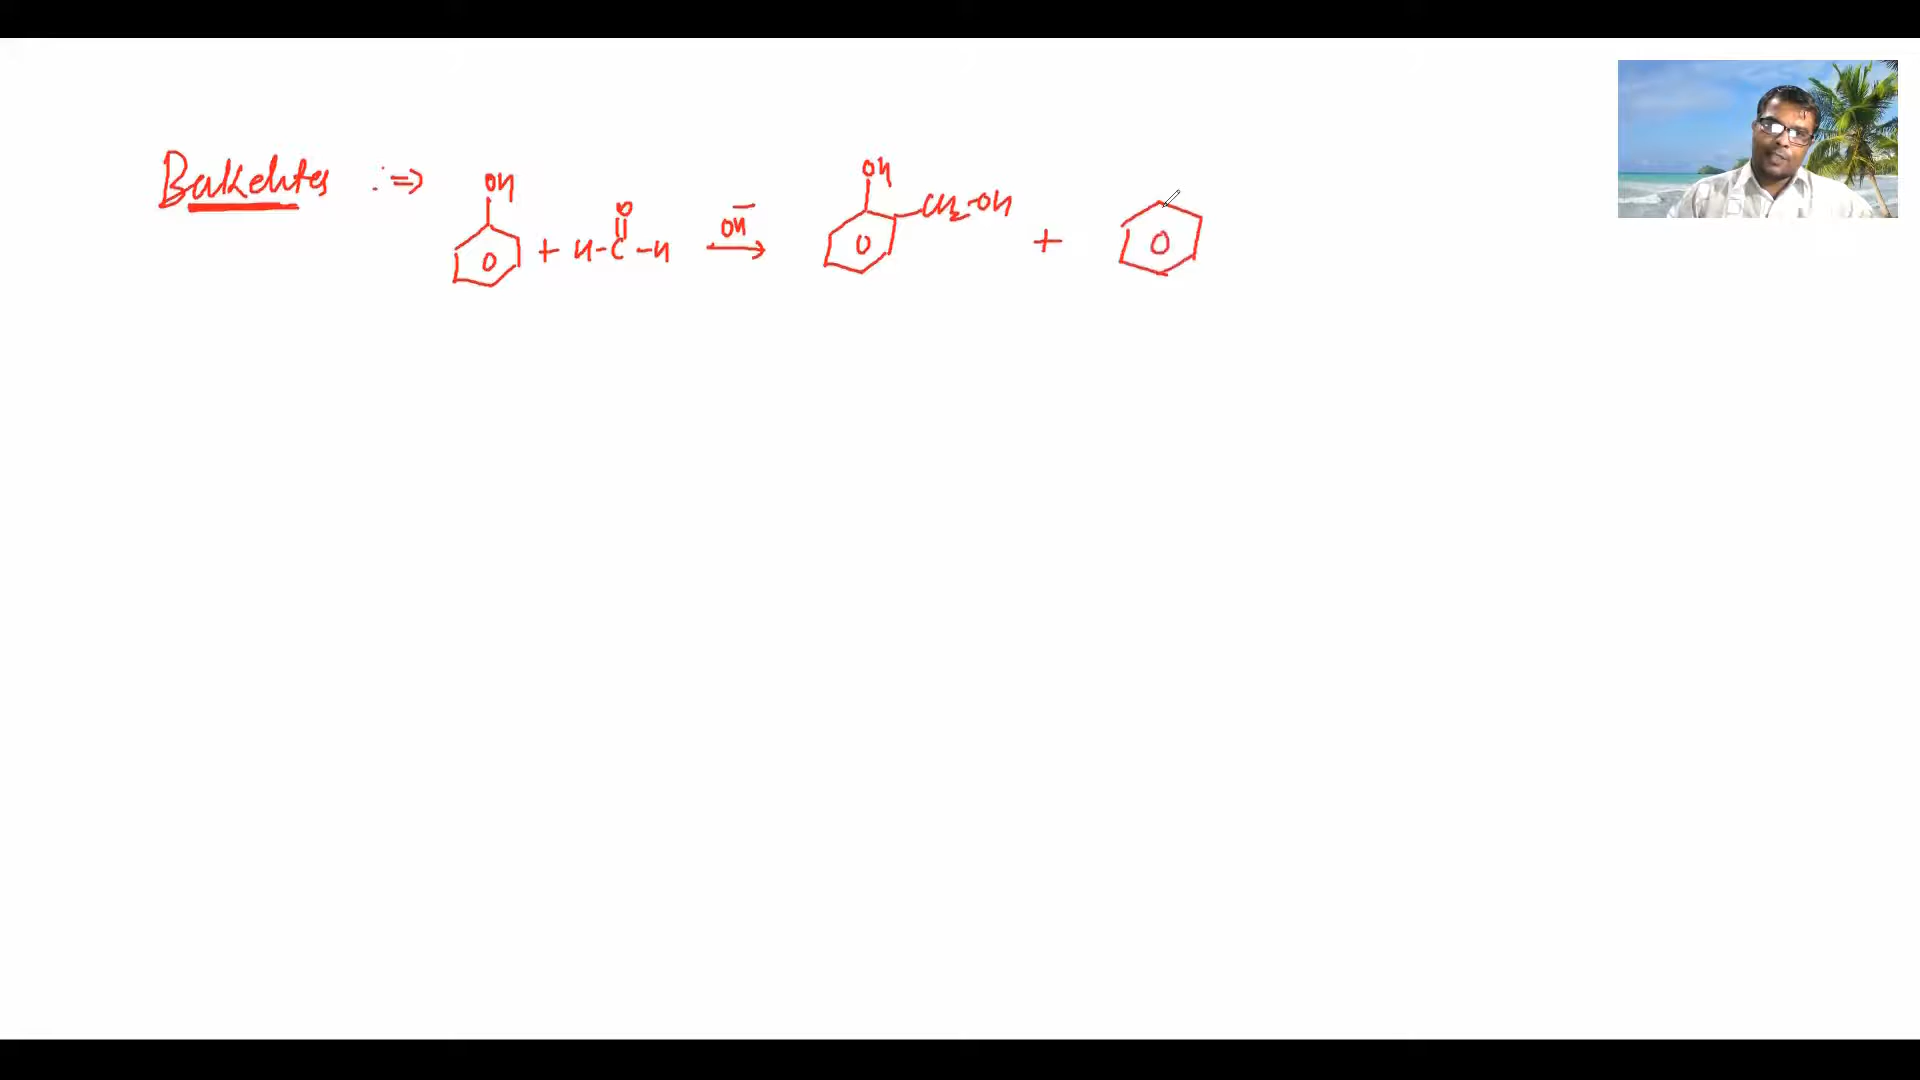 Bakelites :⇒ OH + H-C-H O OH⁻ → OH CH2-OH +